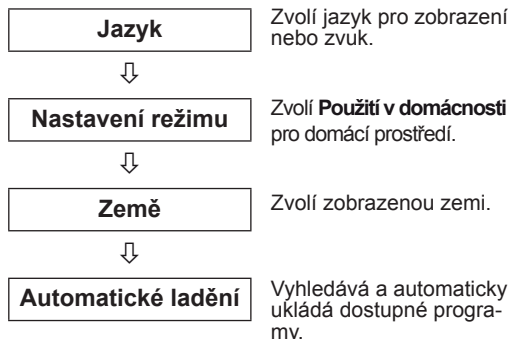 Jazyk
Zvolí jazyk pro zobrazení
nebo zvuk.
Nastavení režimu
Zvolí Použití v domácnosti
pro domácí prostředí.
Země
Zvolí zobrazenou zemi.
Automatické ladění
Vyhledává a automaticky
ukládá dostupné progra-
my.